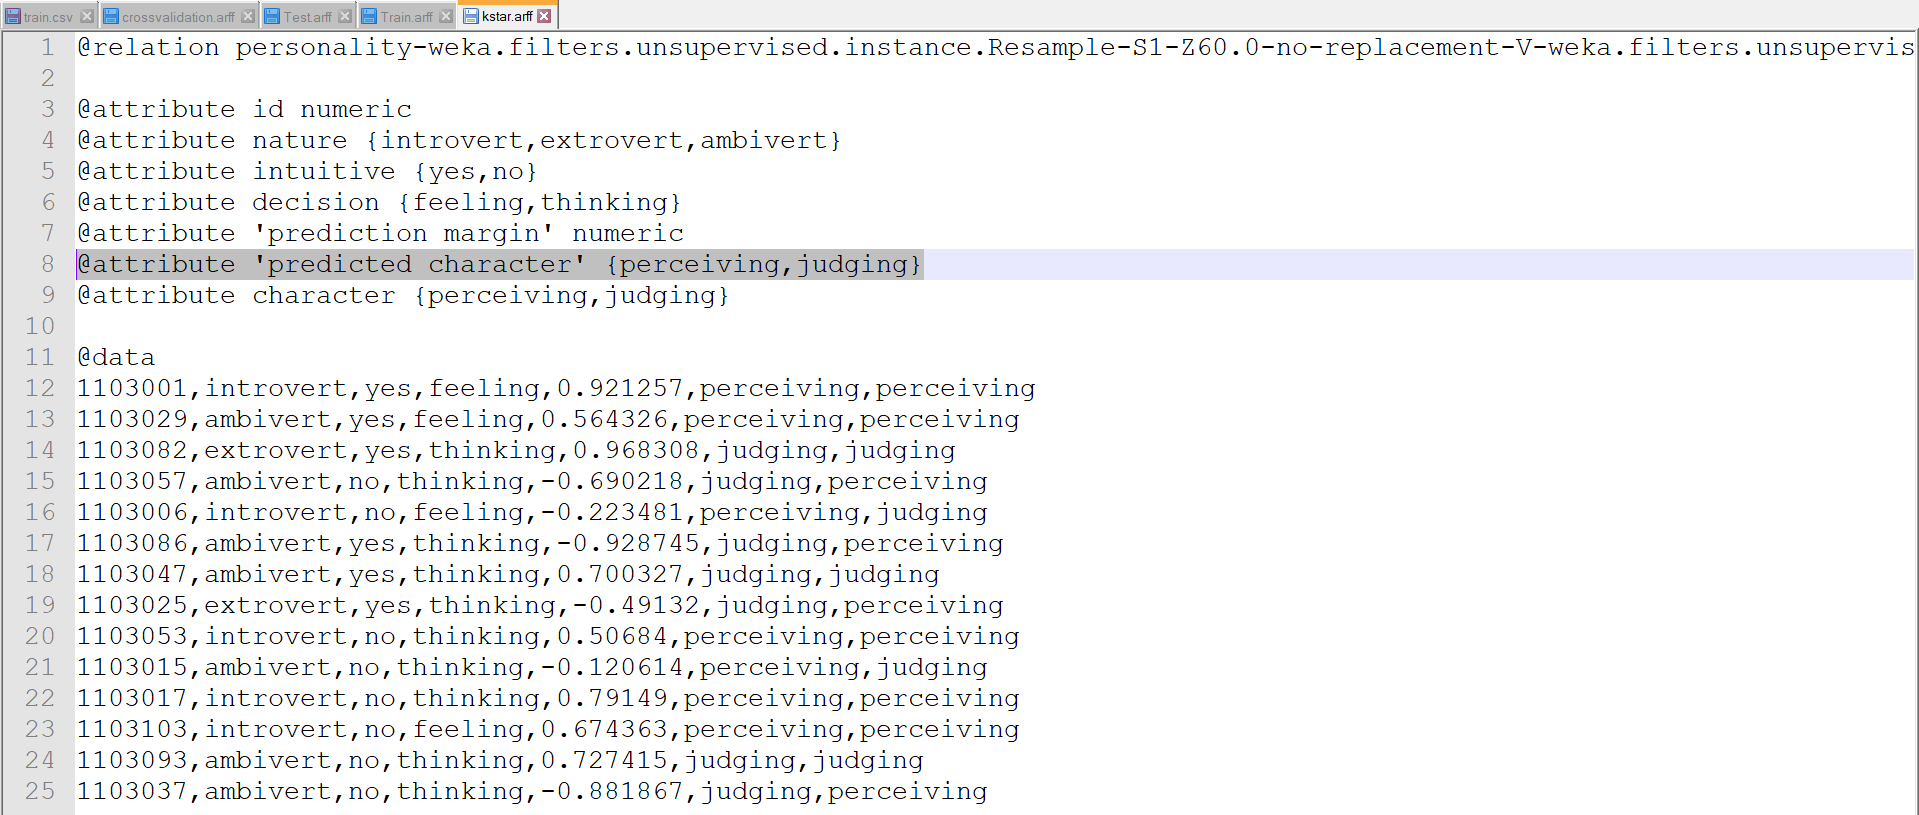 train.csv crossvalidation.arff Test.arff Train.arff kstar.arff
1 @relation personality-weka.filters.unsupervised.instance.Resample-S1-Z60.0-no-replacement-V-weka.filters.unsupervis
2
3 @attribute id numeric
4 @attribute nature {introvert,extrovert,ambivert}
5 @attribute intuitive {yes,no}
6 @attribute decision {feeling,thinking}
7 @attribute 'prediction margin' numeric
8 @attribute 'predicted character' {perceiving,judging}
9 @attribute character {perceiving,judging}
10
11 @data
12 1103001,introvert,yes,feeling,0.921257,perceiving,perceiving
13 1103029,ambivert,yes,feeling,0.564326,perceiving,perceiving
14 1103082,extrovert,yes,thinking,0.968308,judging,judging
15 1103057,ambivert,no,thinking,-0.690218,judging,perceiving
16 1103006,introvert,no,feeling,-0.223481,perceiving,judging
17 1103086,ambivert,yes,thinking,-0.928745,judging,perceiving
18 1103047,ambivert,yes,thinking,0.700327,judging,judging
19 1103025,extrovert,yes,thinking,-0.49132,judging,perceiving
20 1103053,introvert,no,thinking,0.50684,perceiving,perceiving
21 1103015,ambivert,no,thinking,-0.120614,perceiving,judging
22 1103017,introvert,no,thinking,0.79149,perceiving,perceiving
23 1103103,introvert,no,feeling,0.674363,perceiving,perceiving
24 1103093,ambivert,no,thinking,0.727415,judging,judging
25 1103037,ambivert,no,thinking,-0.881867,judging,perceiving